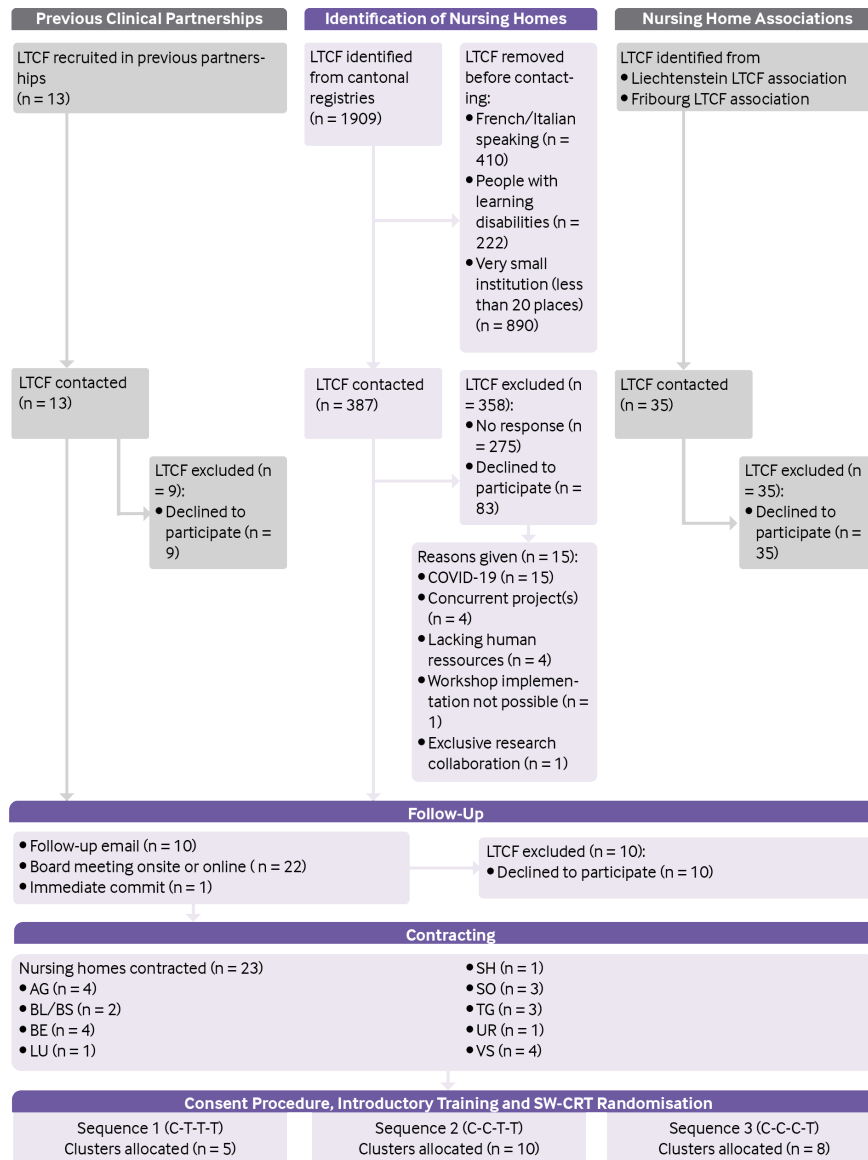 Previous Clinical Partnerships
LTCF recruited in previous partner-
ships
(n = 13)
LTCF contacted
(n = 13)
LTCF excluded (n
= 9):
• Declined to
participate (n =
9)
Identification of Nursing Homes
LTCF identified
from cantonal
registries
(n = 1909)
LTCF removed
before contact-
ing:
• French/Italian
speaking (n =
410)
• People with
learning
disabilities (n =
222)
• Very small
institution (less
than 20 places)
(n = 890)
LTCF contacted
(n = 387)
LTCF excluded (n
= 358):
• No response (n
= 275)
• Declined to
participate (n =
83)
Reasons given (n = 15):
• COVID-19 (n = 15)
• Concurrent project(s)
(n = 4)
• Lacking human
ressources (n = 4)
• Workshop implemen-
tation not possible (n =
1)
• Exclusive research
collaboration (n = 1)
Nursing Home Associations
LTCF identified from
• Liechtenstein LTCF association
• Fribourg LTCF association
LTCF contacted
(n = 35)
LTCF excluded (n
= 35):
• Declined to
participate (n =
35)
Follow-Up
• Follow-up email (n = 10)
• Board meeting onsite or online ( n = 22)
• Immediate commit (n = 1)
LTCF excluded (n = 10):
• Declined to participate (n = 10)
Contracting
Nursing homes contracted (n = 23)
• AG (n = 4)
• BL/BS (n = 2)
• BE (n = 4)
• LU (n = 1)
• SH (n = 1)
• SO (n = 3)
• TG (n = 3)
• UR (n = 1)
• VS (n = 4)
Consent Procedure, Introductory Training and SW-CRT Randomisation
Sequence 1 (C-T-T-T)
Clusters allocated (n = 5)
Sequence 2 (C-C-T-T)
Clusters allocated (n = 10)
Sequence 3 (C-C-C-T)
Clusters allocated (n = 8)